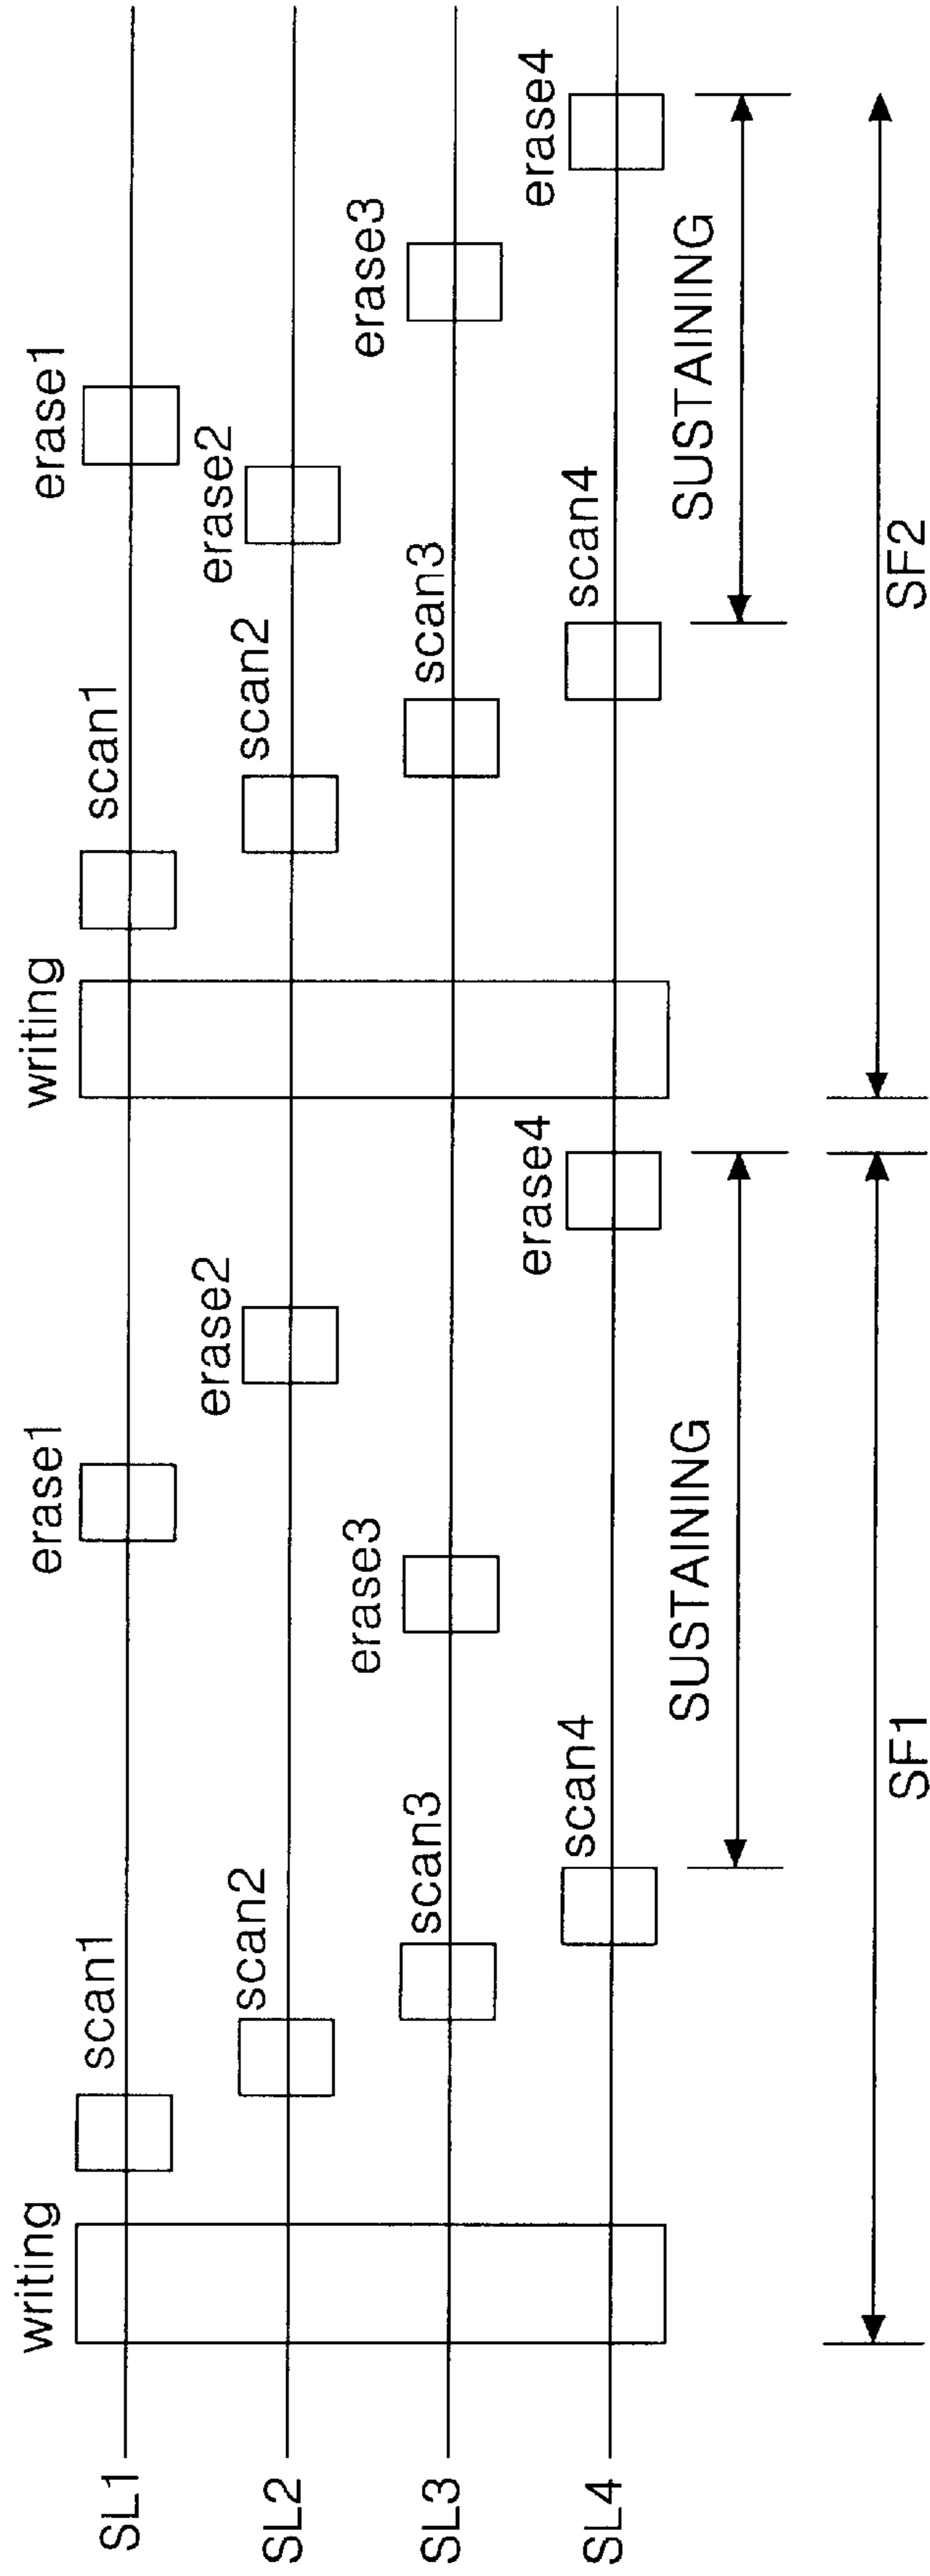 writing writing
SL1 scan1 erase1 scan1 erase1
SL2 scan2 erase2 scan2 erase2
SL3 scan3 erase3 scan3 erase3
SL4 scan4 erase4 scan4 erase4
SUSTAINING SUSTAINING
SF1 SF2